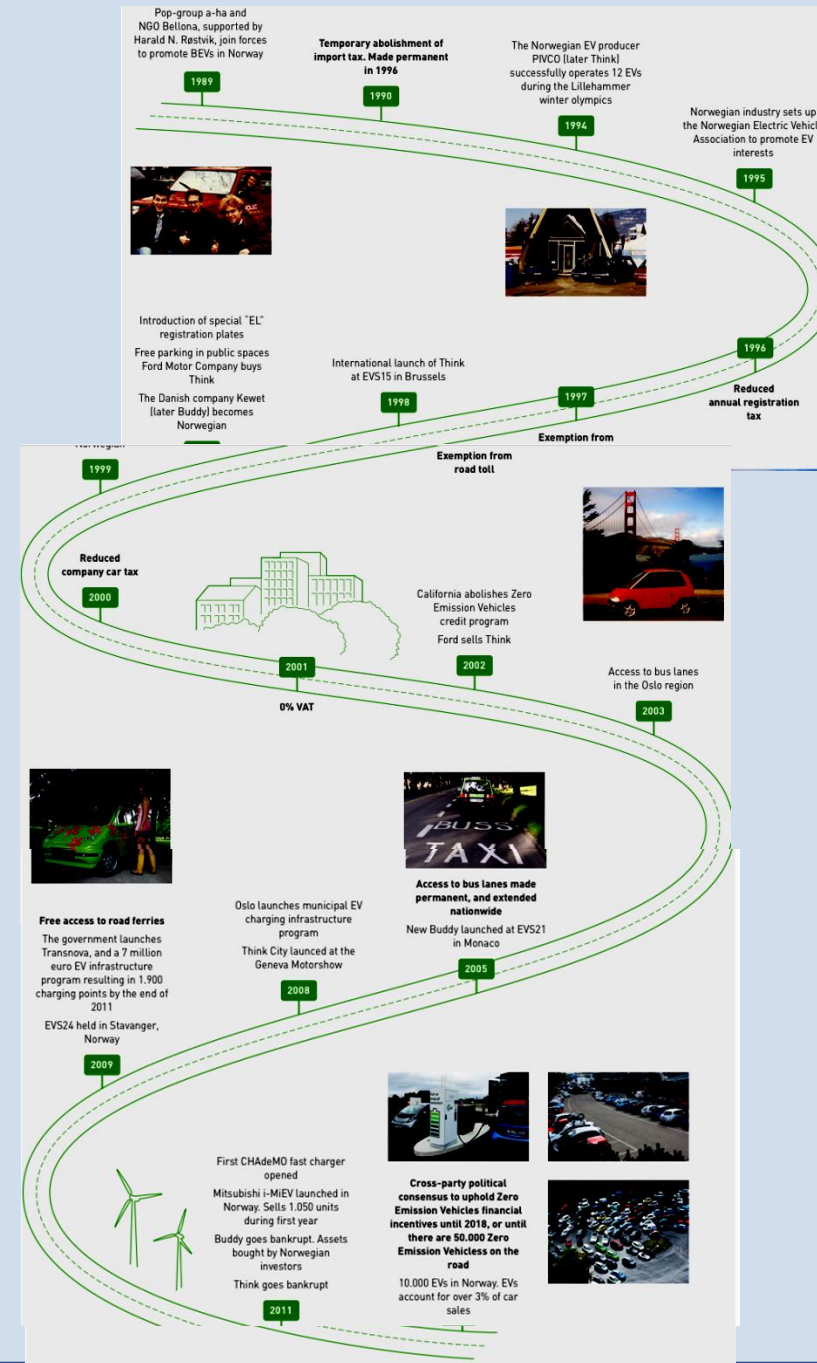 Pop-group a-ha and
NGO Bellona, supported by
Harald N. Røstvik, join forces
to promote BEVs in Norway
1989
Temporary abolishment of
import tax. Made permanent
in 1996
1990
The Norwegian EV producer
PIVCO (later Think)
successfully operates 12 EVs
during the Lillehammer
winter olympics
1994
Norwegian industry sets up
the Norwegian Electric Vehicl
Association to promote EV
interests
1995
1996
Reduced
annual registration
tax
1997
Exemption from
Exemption from
road toll
International launch of Think
at EVS15 in Brussels
1998
Introduction of special "EL"
registration plates
Free parking in public spaces
Ford Motor Company buys
Think
The Danish company Kewet
(later Buddy) becomes
Norwegian
Norwegian
1999
Reduced
company car tax
2000
2001
0% VAT
California abolishes Zero
Emission Vehicles
credit program
Ford sells Think
2002
Access to bus lanes
in the Oslo region
2003
BUSS
TAXI
Access to bus lanes made
permanent, and extended
nationwide
New Buddy launched at EVS21
in Monaco
2005
Oslo launches municipal EV
charging infrastructure
program
Think City launced at the
Geneva Motorshow
2008
Free access to road ferries
The government launches
Transnova, and a 7 million
euro EV infrastructure
program resulting in 1.900
charging points by the end of
2011
EVS24 held in Stavanger,
Norway
2009
First CHAdeMO fast charger
opened
Mitsubishi i-MiEV launched in
Norway. Sells 1.050 units
during first year
Buddy goes bankrupt. Assets
bought by Norwegian
investors
Think goes bankrupt
2011
Cross-party political
consensus to uphold Zero
Emission Vehicles financial
incentives until 2018, or until
there are 50.000 Zero
Emission Vehicless on the
road
10.000 EVs in Norway. EVs
account for over 3% of car
sales